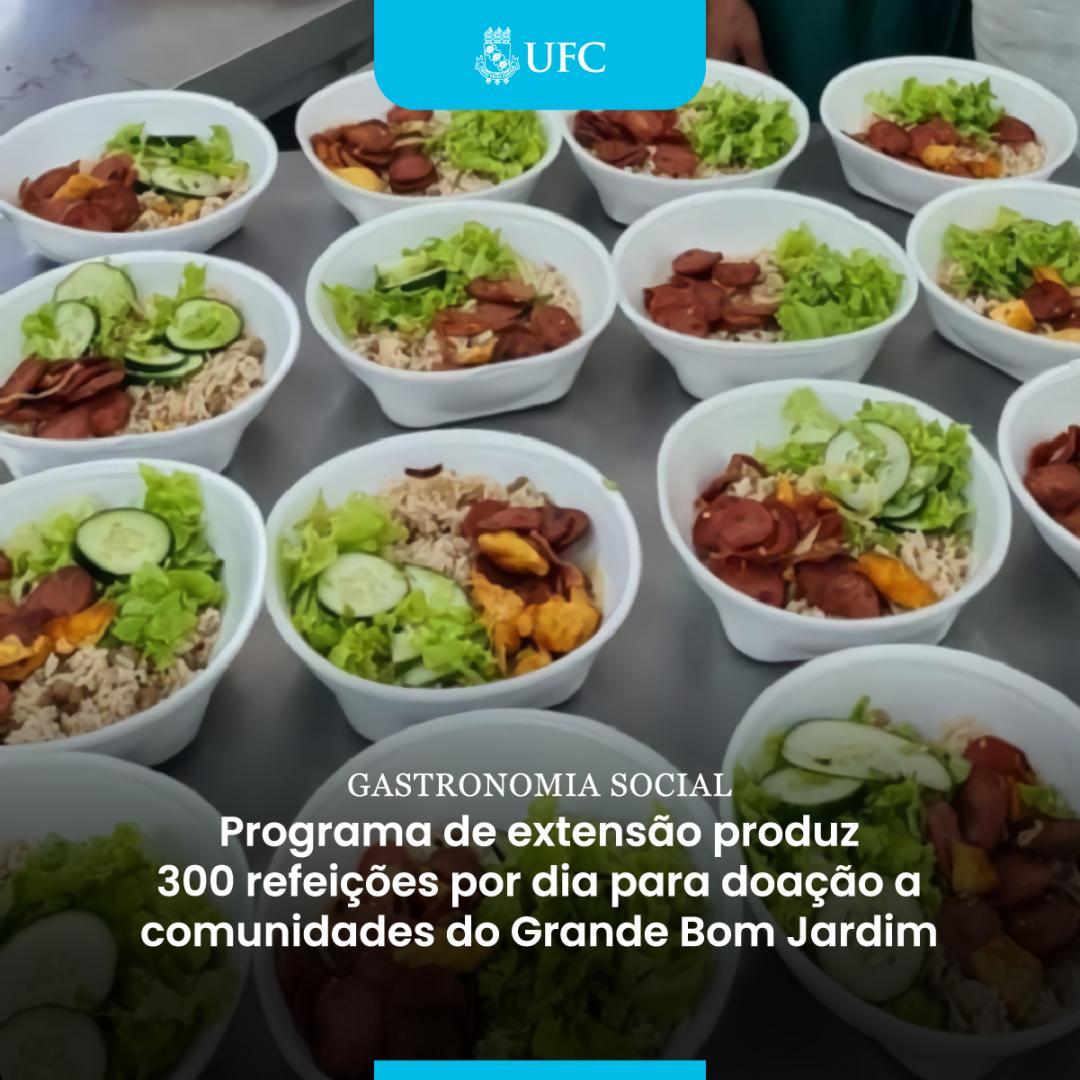 UFC
GASTRONOMIA SOCIAL
Programa de extensão produz
300 refeições por dia para doação a
comunidades do Grande Bom Jardim